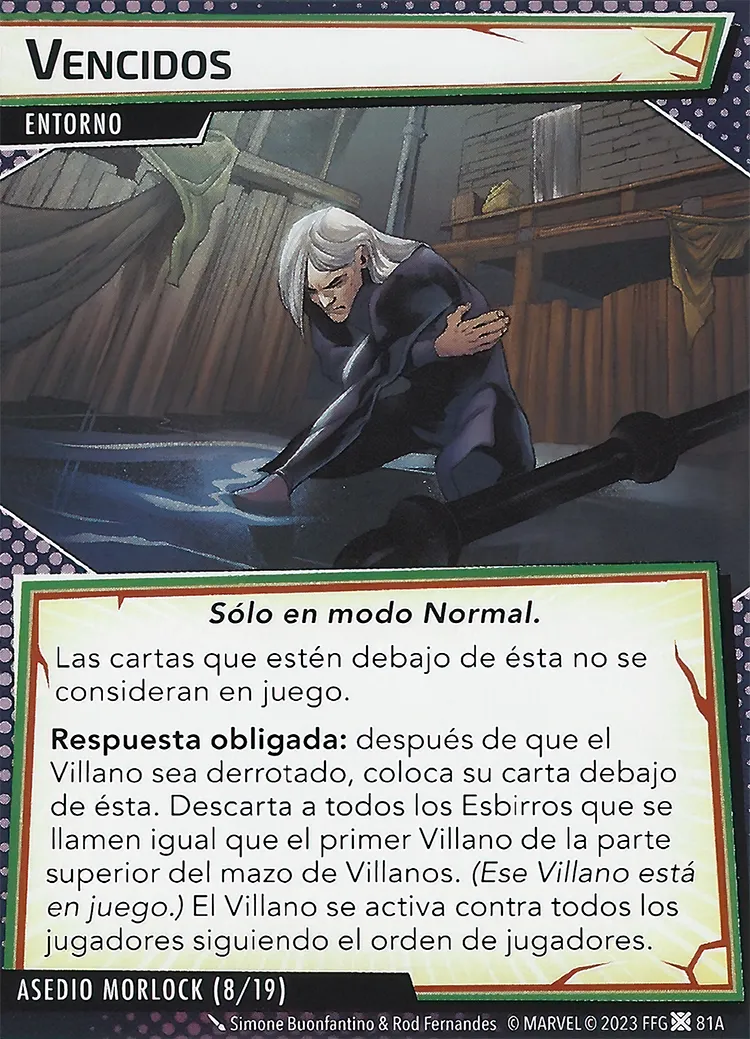 VENCIDOS
ENTORNO
Sólo en modo Normal.
Las cartas que estén debajo de ésta no se
consideran en juego.
Respuesta obligada: después de que el
Villano sea derrotado, coloca su carta debajo
de ésta. Descarta a todos los Esbirros que se
llamen igual que el primer Villano de la parte
superior del mazo de Villanos. (Ese Villano está
en juego.) El Villano se activa contra todos los
jugadores siguiendo el orden de jugadores.
ASEDIO MORLOCK (8/19)
Simone Buonfantino & Rod Fernandes © MARVEL © 2023 FFG 81A